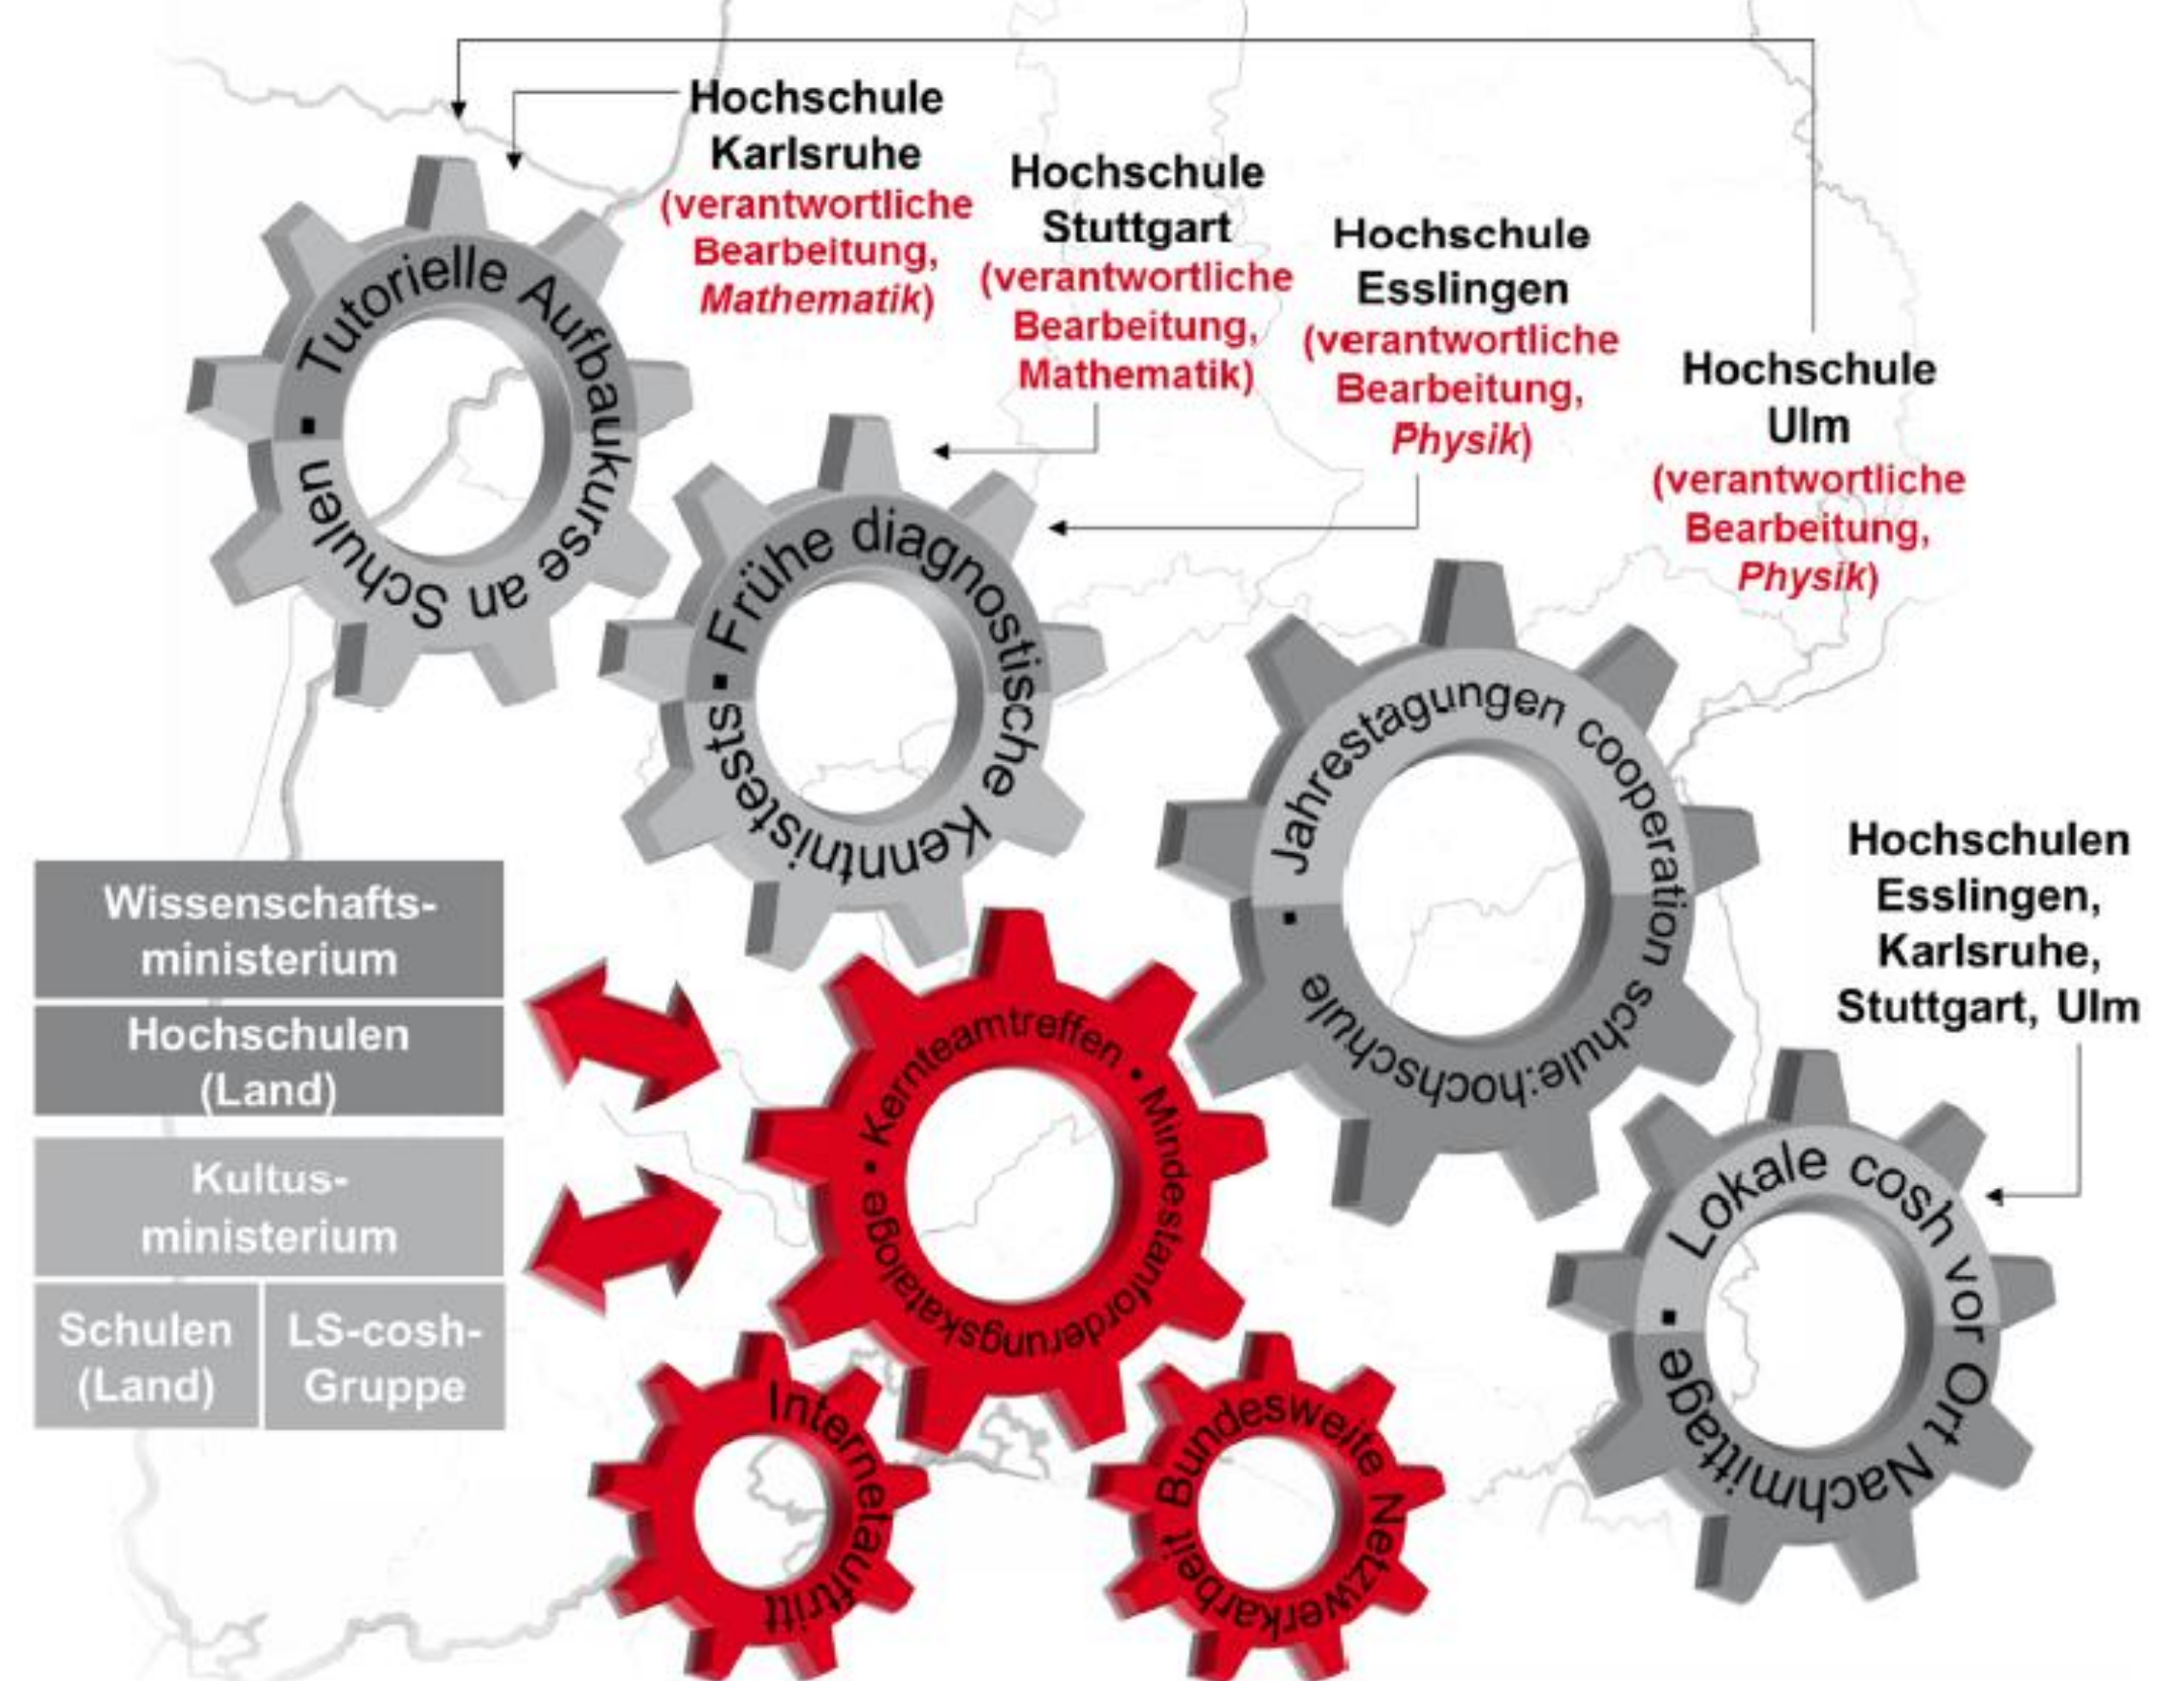 Hochschule
Karlsruhe
(verantwortliche
Bearbeitung,
Mathematik)
Hochschule
Stuttgart
(verantwortliche
Bearbeitung,
Mathematik)
Hochschule
Esslingen
(verantwortliche
Bearbeitung,
Physik)
Hochschule
Ulm
(verantwortliche
Bearbeitung,
Physik)
▪ Tutorielle Aufbaukurse an Schulen
▪ Frühe diagnostische Kenntnistests
▪ Jahrestagungen cooperation schule:hochschule
Hochschulen
Esslingen,
Karlsruhe,
Stuttgart, Ulm
▪ Lokale cosh vor Ort Nachmittage
Wissenschafts-
ministerium
Hochschulen
(Land)
Kultus-
ministerium
Schulen
(Land)
LS-cosh-
Gruppe
▪ Kernteamtreffen ▪ Mindestanforderungskataloge
Internetauftritt
Bundesweite Netzwerkarbeit